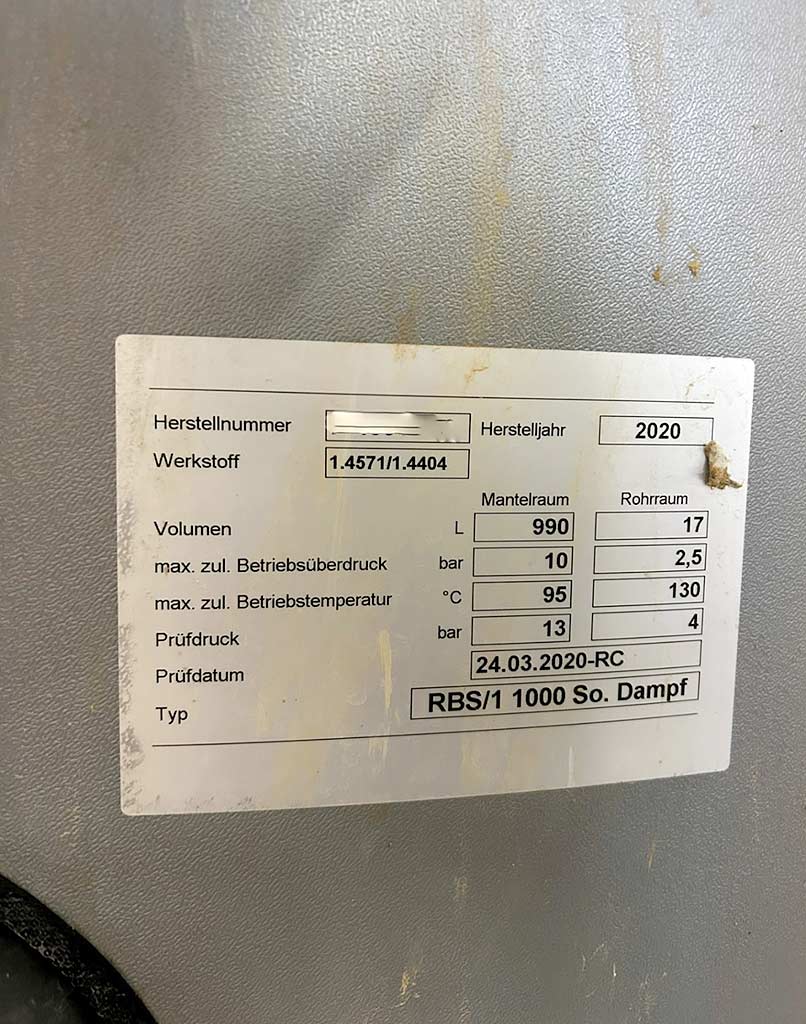 Herstellnummer Herstelljahr 2020
Werkstoff 1.4571/1.4404
Mantelraum Rohrraum
Volumen L 990 17
max. zul. Betriebsüberdruck bar 10 2,5
max. zul. Betriebstemperatur °C 95 130
Prüfdruck bar 13 4
Prüfdatum 24.03.2020-RC
Typ RBS/1 1000 So. Dampf